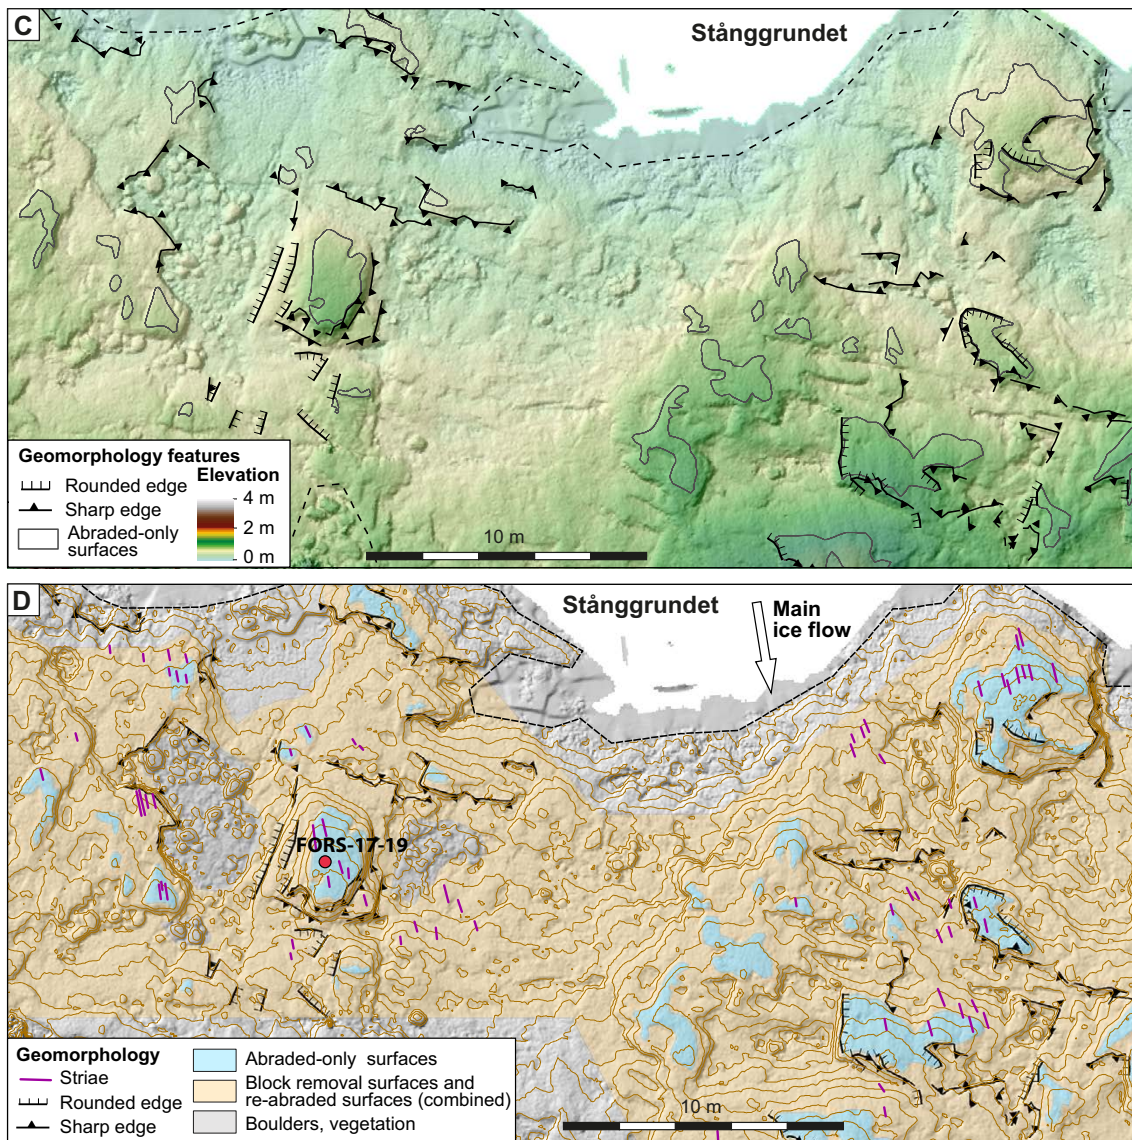 C
Stånggrundet
Geomorphology features
Rounded edge
Sharp edge
Abraded-only
surfaces
Elevation
4 m
2 m
0 m
10 m
D
Stånggrundet
Main
ice flow
FORS-17-19
Geomorphology
Striae
Rounded edge
Sharp edge
Abraded-only surfaces
Block removal surfaces and
re-abraded surfaces (combined)
Boulders, vegetation
10 m